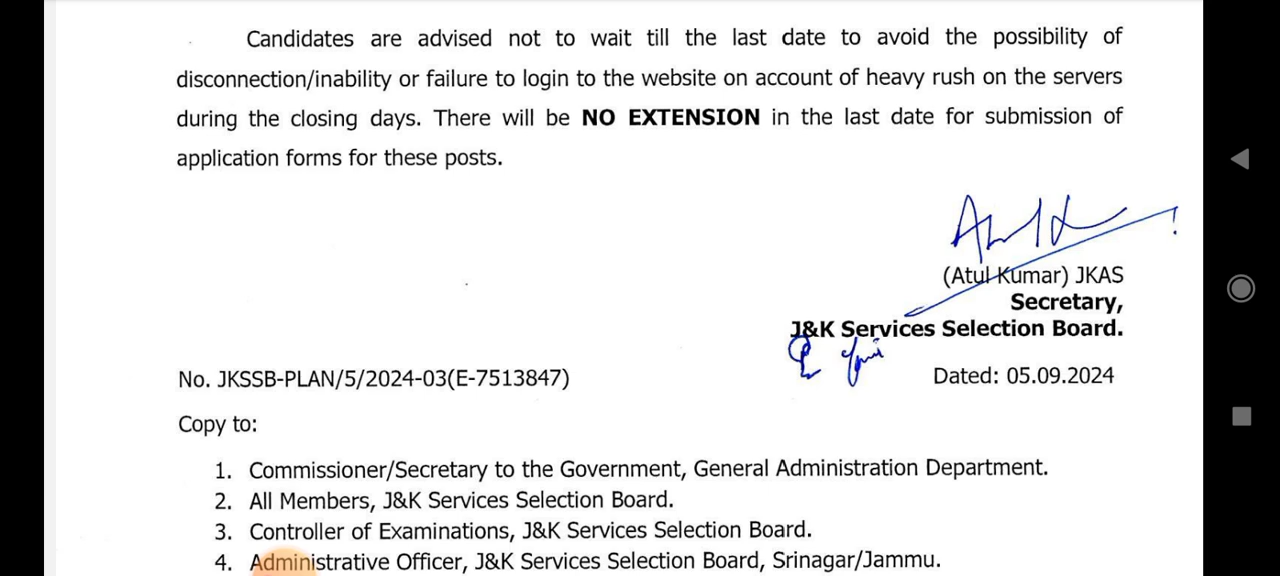 Candidates are advised not to wait till the last date to avoid the possibility of
disconnection/inability or failure to login to the website on account of heavy rush on the servers
during the closing days. There will be NO EXTENSION in the last date for submission of
application forms for these posts.
(Atul Kumar) JKAS
Secretary,
J&K Services Selection Board.
No. JKSSB-PLAN/5/2024-03(E-7513847) Dated: 05.09.2024
Copy to:
1. Commissioner/Secretary to the Government, General Administration Department.
2. All Members, J&K Services Selection Board.
3. Controller of Examinations, J&K Services Selection Board.
4. Administrative Officer, J&K Services Selection Board, Srinagar/Jammu.